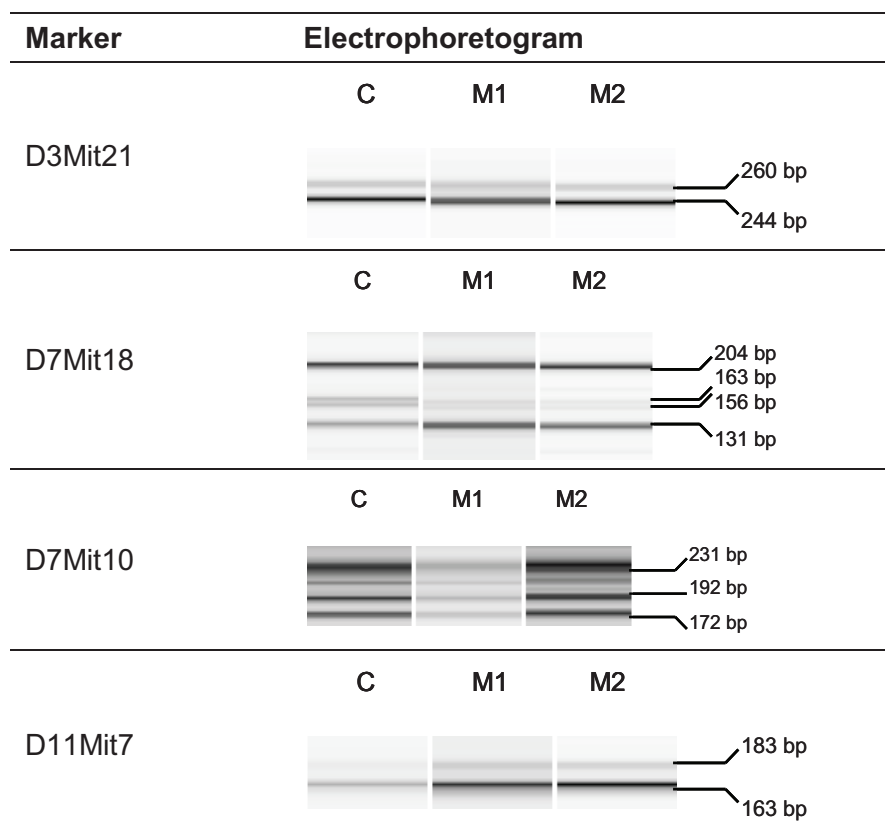 Marker Electrophoretogram
C M1 M2
D3Mit21
260 bp
244 bp
C M1 M2
D7Mit18
204 bp
163 bp
156 bp
131 bp
C M1 M2
D7Mit10
231 bp
192 bp
172 bp
C M1 M2
D11Mit7
183 bp
163 bp